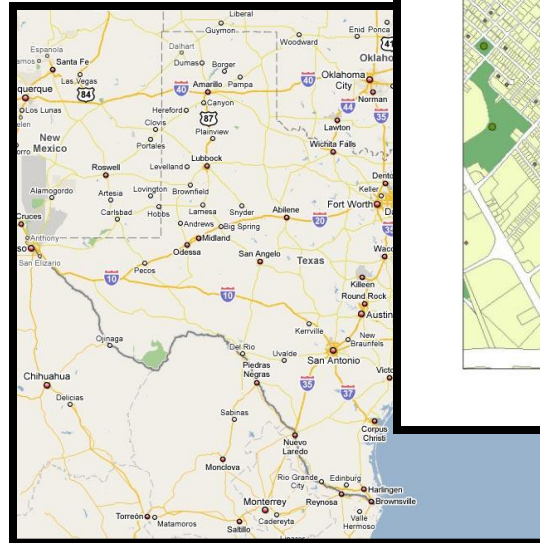 Liberal
Guymon
Enid Ponca
Woodward
Española
Dalhart
Santa Fe
Dumas Borger
Oklahoma
City
Las Vegas
40
Amarillo Pampa
84
Canyon
Los Lunas
Norman
44
35
Hereford
87
Clovis
Lawton
Plainview
New
Mexico
Portales
Wichita Falls
Lubbock
Roswell
Levelland
Keller
Alamogordo
Artesia
Lovington
Brownfield
Fort Worth
Carlsbad
Hobbs
Lamesa
Snyder
Abilene
20
Andrews
Big Spring
Anthony
Midland
Odessa
San Angelo
Texas
San Elizario
Pecos
10
Killeen
10
Round Rock
Austin
Kerrville
New
Braunfels
Ojinaga
Del Rio
Uvalde
San Antonio
Piedras
Negras
Chihuahua
35
37
Delicias
Sabinas
Corpus
Christi
Nuevo
Laredo
Monclova
Rio Grande
City
Edinburg
Harlingen
Monterrey
Reynosa
Brownsville
Torreón
Matamoros
Cadereyta
Valle
Hermoso
Saltillo